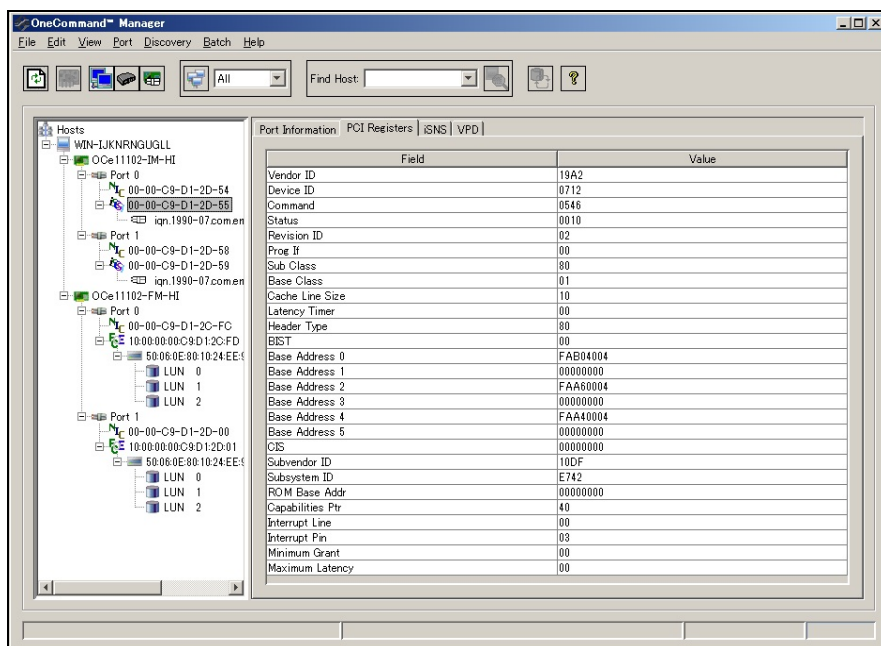 OneCommand™ Manager
File Edit View Port Discovery Batch Help
All
Find Host:
Hosts
WIN-IJKNRNGUGLL
OCe11102-IM-HI
Port 0
NIC 00-00-C9-D1-2D-54
00-00-C9-D1-2D-55
iqn.1990-07.com.em
Port 1
NIC 00-00-C9-D1-2D-58
00-00-C9-D1-2D-59
iqn.1990-07.com.em
OCe11102-FM-HI
Port 0
NIC 00-00-C9-D1-2C-FC
FCoE 10:00:00:00:C9:D1:2C:FD
50:06:0E:80:10:24:EE:
LUN 0
LUN 1
LUN 2
Port 1
NIC 00-00-C9-D1-2D-00
FCoE 10:00:00:00:C9:D1:2D:01
50:06:0E:80:10:24:EE:
LUN 0
LUN 1
LUN 2
Port Information PCI Registers iSNS VPD
Field Value
Vendor ID 19A2
Device ID 0712
Command 0546
Status 0010
Revision ID 02
Prog If 00
Sub Class 80
Base Class 01
Cache Line Size 10
Latency Timer 00
Header Type 80
BIST 00
Base Address 0 FAB04004
Base Address 1 00000000
Base Address 2 FAA60004
Base Address 3 00000000
Base Address 4 FAA40004
Base Address 5 00000000
CIS 00000000
Subvendor ID 10DF
Subsystem ID E742
ROM Base Addr 00000000
Capabilities Ptr 40
Interrupt Line 00
Interrupt Pin 03
Minimum Grant 00
Maximum Latency 00